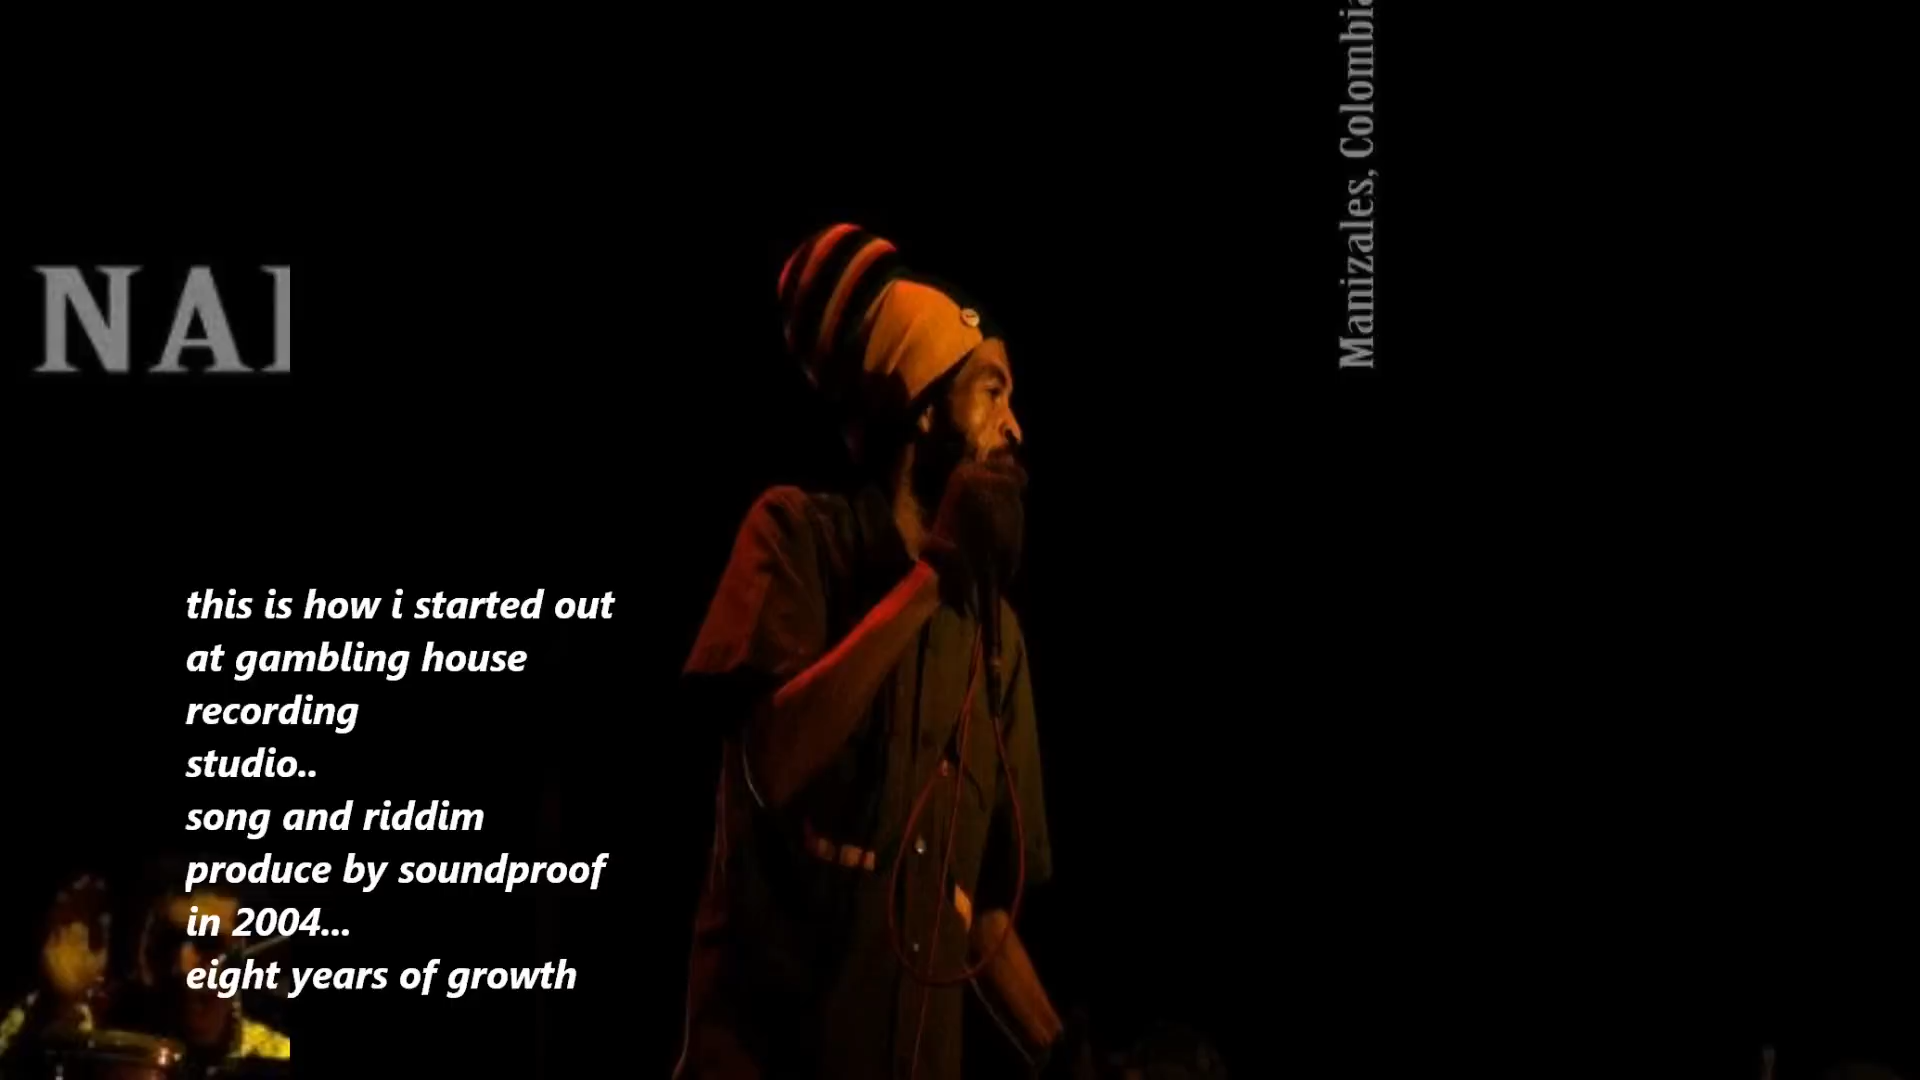 Manizales, Colombia
NA
this is how i started out
at gambling house
recording
studio..
song and riddim
produce by soundproof
in 2004...
eight years of growth